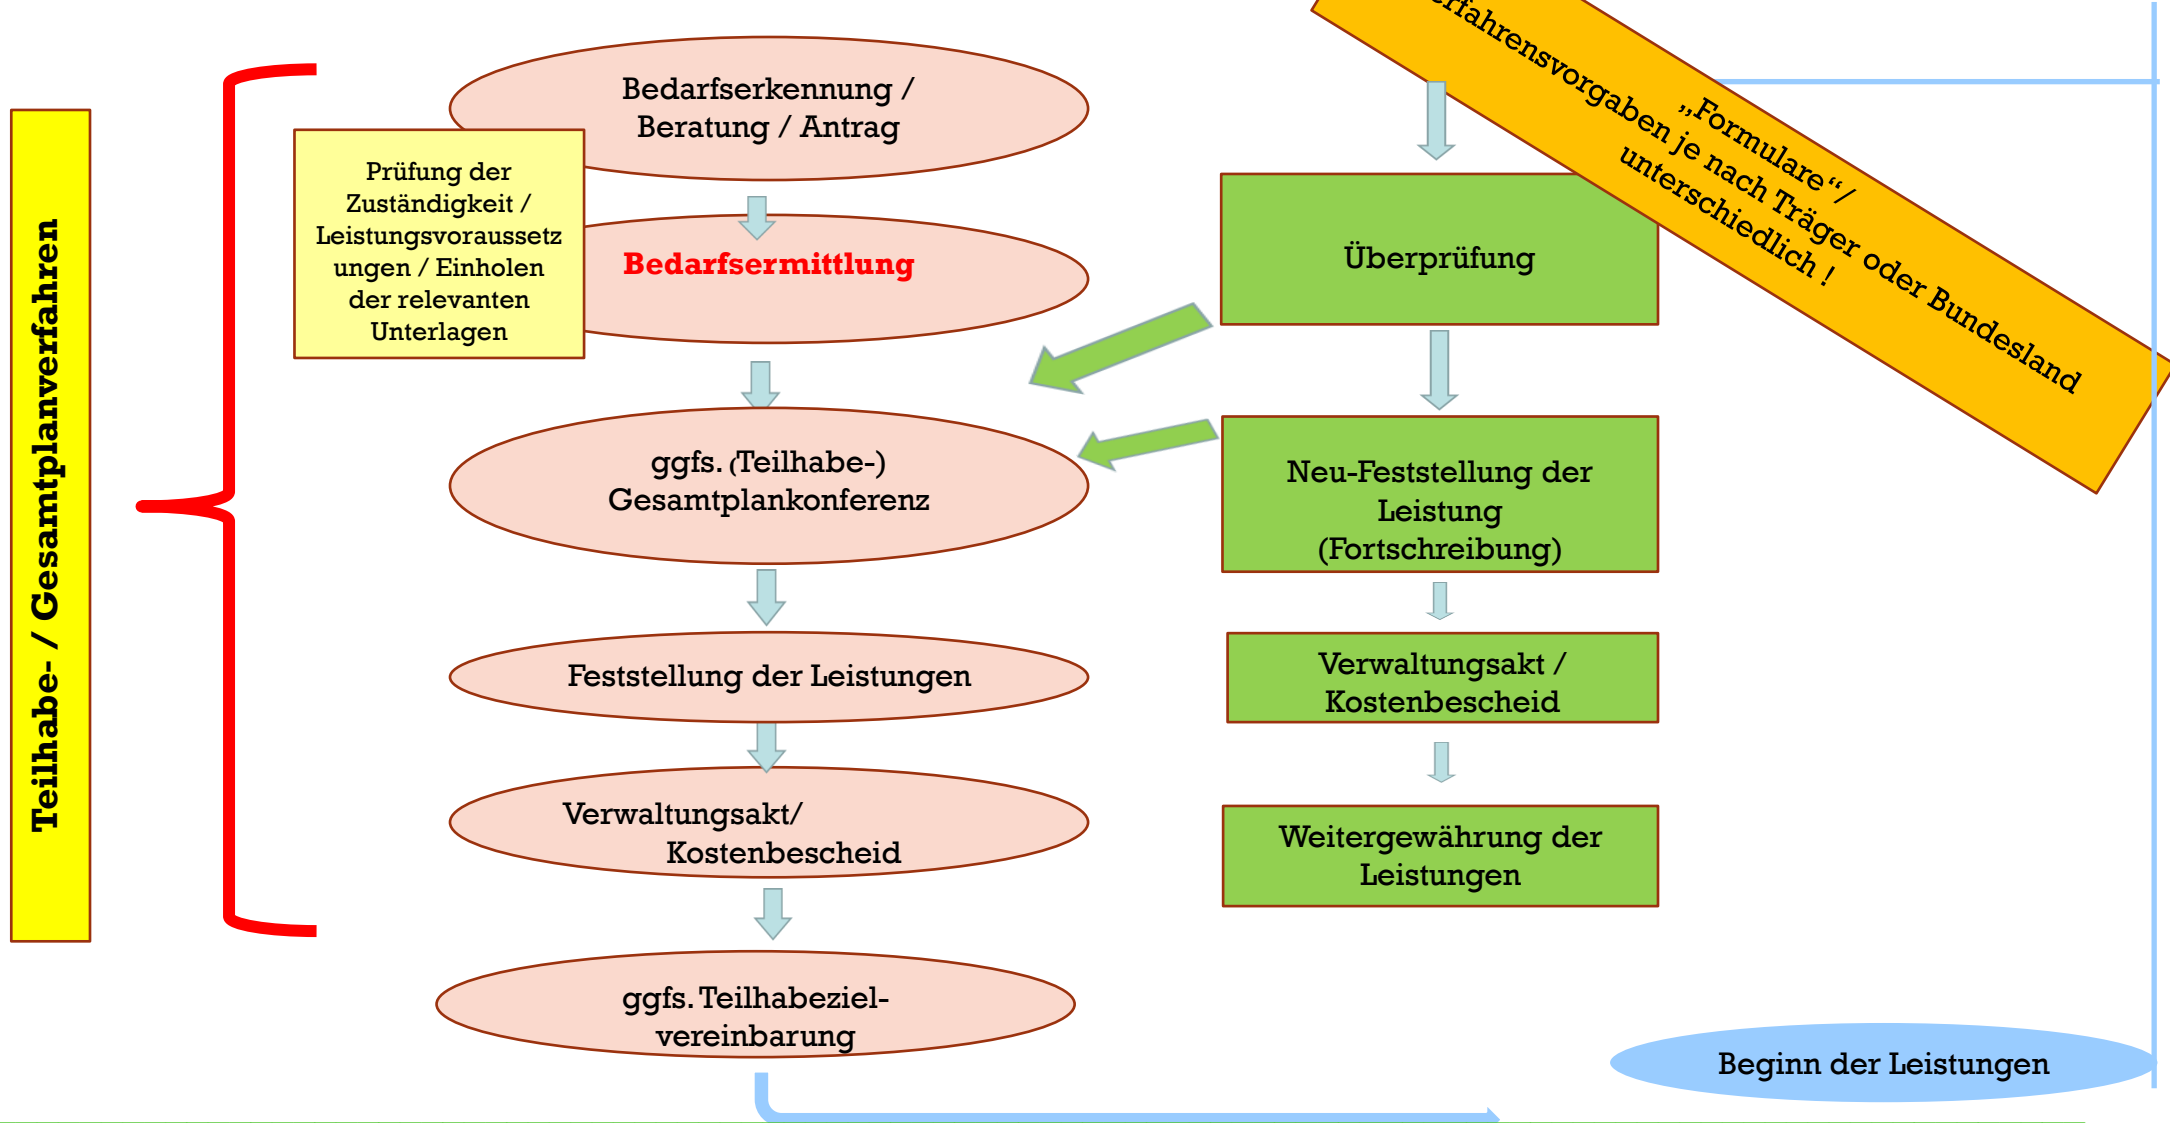 Teilhabe- / Gesamtplanverfahren
Bedarfserkennung /
Beratung / Antrag
Prüfung der
Zuständigkeit /
Leistungsvoraussetz
ungen / Einholen
der relevanten
Unterlagen
Bedarfsermittlung
ggfs. (Teilhabe-)
Gesamtplankonferenz
Feststellung der Leistungen
Verwaltungsakt/
Kostenbescheid
ggfs. Teilhabeziel-
vereinbarung
„Formulare“/
erfahrensvorgaben je nach Träger oder Bundesland
unterschiedlich !
Überprüfung
Neu-Feststellung der
Leistung
(Fortschreibung)
Verwaltungsakt /
Kostenbescheid
Weitergewährung der
Leistungen
Beginn der Leistungen